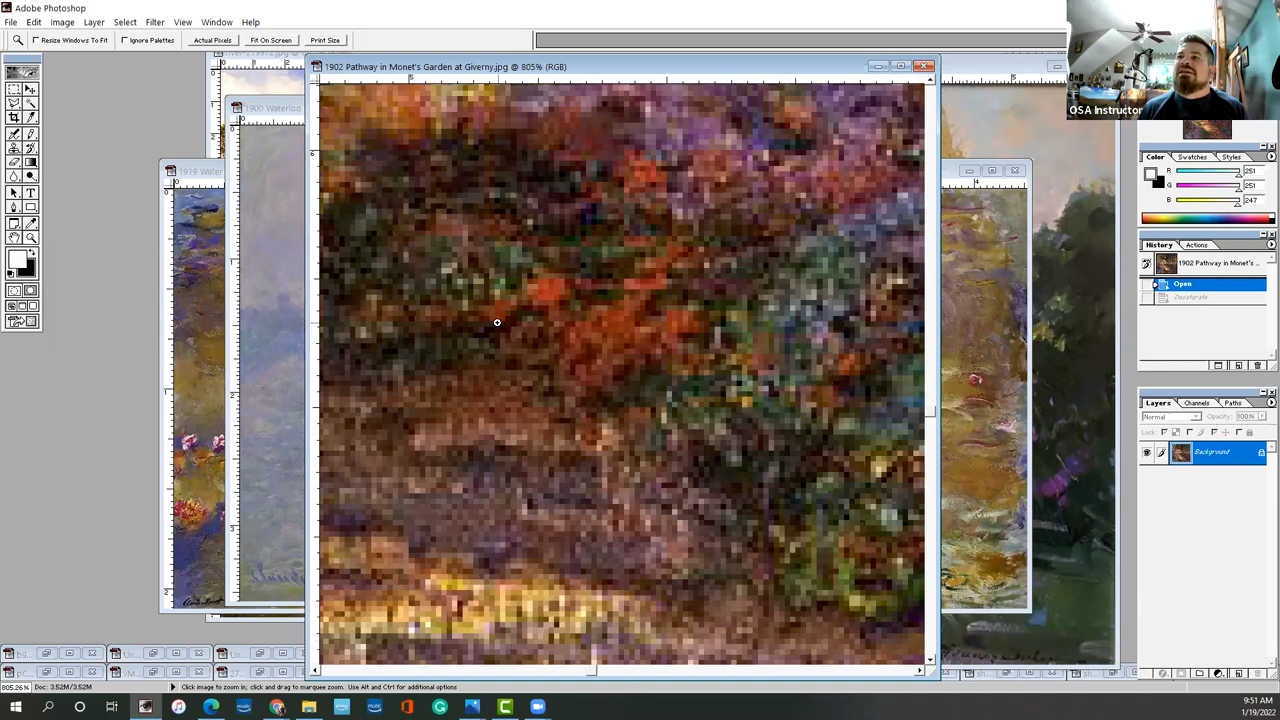 Adobe Photoshop
File Edit Image Layer Select Filter View Window Help
Resize Windows To Fit Ignore Palettes Actual Pixels Fit On Screen Print Size
OSA Instructor
1902 Pathway in Monet's Garden at Giverny.jpg @ 805% (RGB)
1900 Waterloo
1919 Water
Color Swatches Styles
R 251
G 251
B 247
History Actions
1902 Pathway in Monet's ...
Open
Desaturate
Layers Channels Paths
Normal Opacity: 100%
Lock:
Background
Doc: 3.52M/3.52M Click image to zoom in; click and drag to marquee zoom. Use Alt and Ctrl for additional options
9:51 AM
1/19/2022